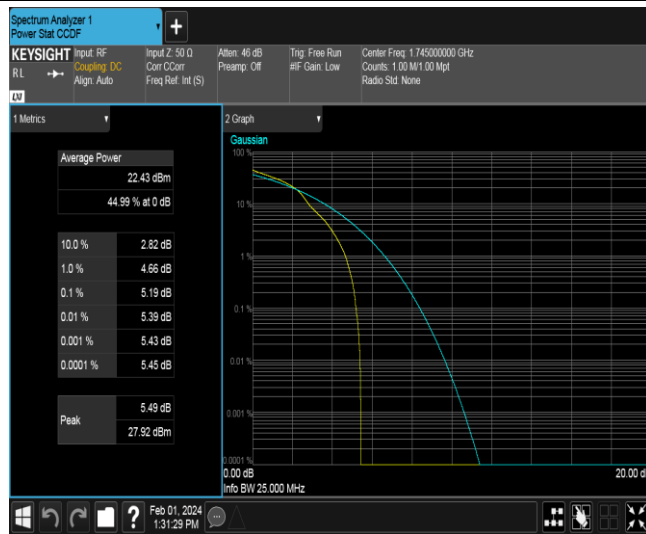 Spectrum Analyzer 1
Power Stat CCDF
+
KEYSIGHT
RL
LXI
Input: RF
Coupling: DC
Align: Auto
Input Z: 50 Ω
Corr CCorr
Freq Ref: Int (S)
Atten: 46 dB
Preamp: Off
Trig: Free Run
#IF Gain: Low
Center Freq: 1.745000000 GHz
Counts: 1.00 M/1.00 Mpt
Radio Std: None
1 Metrics
Average Power
22.43 dBm
44.99 % at 0 dB
10.0 % 2.82 dB
1.0 % 4.66 dB
0.1 % 5.19 dB
0.01 % 5.39 dB
0.001 % 5.43 dB
0.0001 % 5.45 dB
Peak
5.49 dB
27.92 dBm
2 Graph
Gaussian
100 %
10 %
1 %
0.1 %
0.01 %
0.001 %
0.0001 %
0.00 dB
20.00 d
Info BW 25.000 MHz
?
Feb 01, 2024
1:31:29 PM